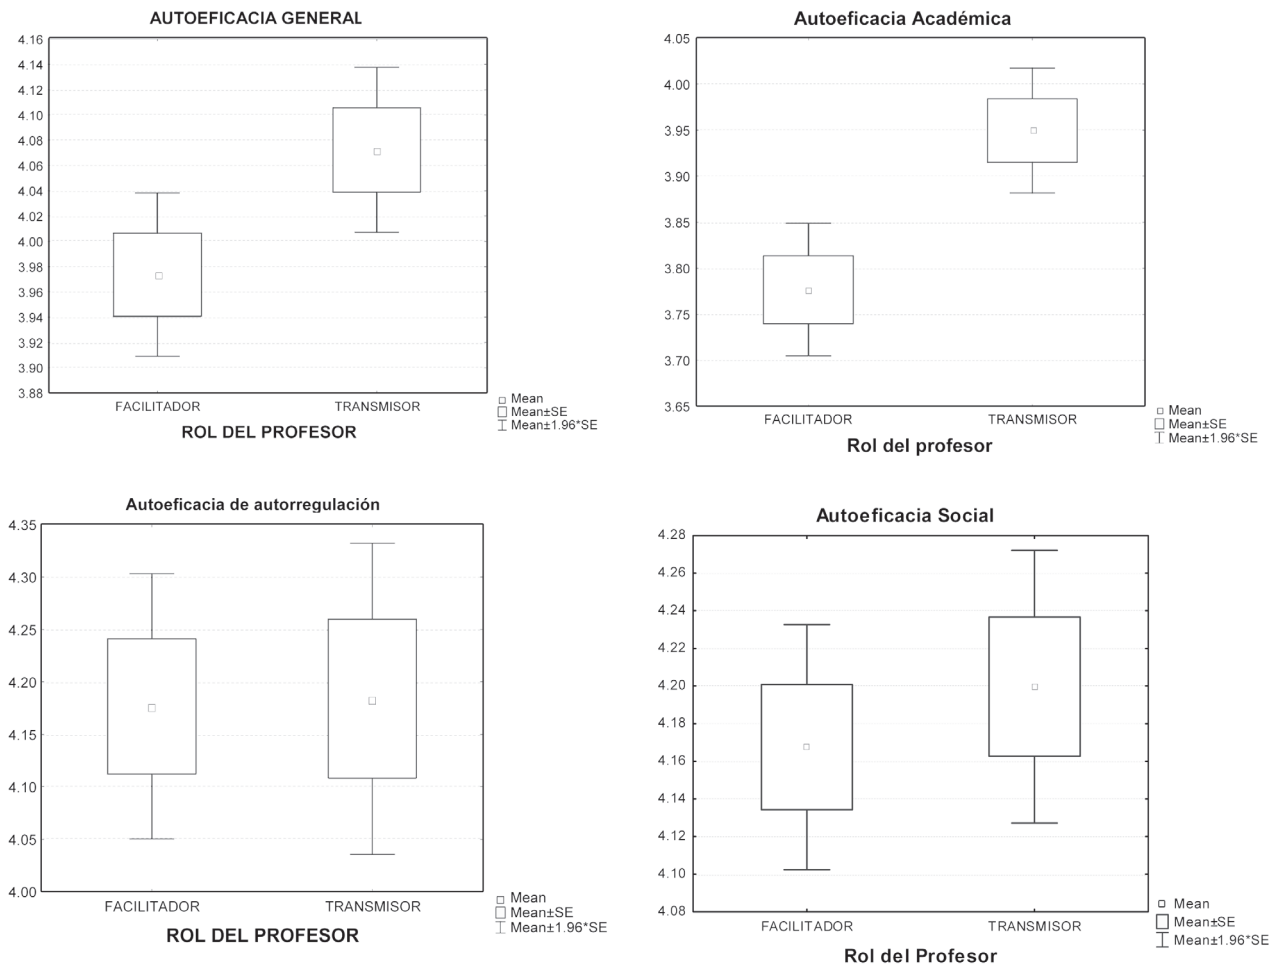 AUTOEFICACIA GENERAL
4.16
4.14
4.12
4.10
4.08
4.06
4.04
4.02
4.00
3.98
3.96
3.94
3.92
3.90
3.88
FACILITADOR TRANSMISOR
ROL DEL PROFESOR
Mean
Mean±SE
Mean±1.96*SE
Autoeficacia Académica
4.05
4.00
3.95
3.90
3.85
3.80
3.75
3.70
3.65
FACILITADOR TRANSMISOR
Rol del profesor
Mean
Mean±SE
Mean±1.96*SE
Autoeficacia de autorregulación
4.35
4.30
4.25
4.20
4.15
4.10
4.05
4.00
FACILITADOR TRANSMISOR
ROL DEL PROFESOR
Mean
Mean±SE
Mean±1.96*SE
Autoeficacia Social
4.28
4.26
4.24
4.22
4.20
4.18
4.16
4.14
4.12
4.10
4.08
FACILITADOR TRANSMISOR
Rol del Profesor
Mean
Mean±SE
Mean±1.96*SE